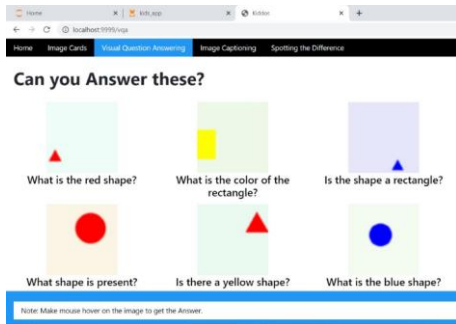 Home
kids_app
Kiddoo
localhost:9999/vqa
Home Image Cards Visual Question Answering Image Captioning Spotting the Difference
Can you Answer these?
What is the red shape? What is the color of the rectangle? Is the shape a rectangle?
What shape is present? Is there a yellow shape? What is the blue shape?
Note: Make mouse hover on the image to get the Answer.